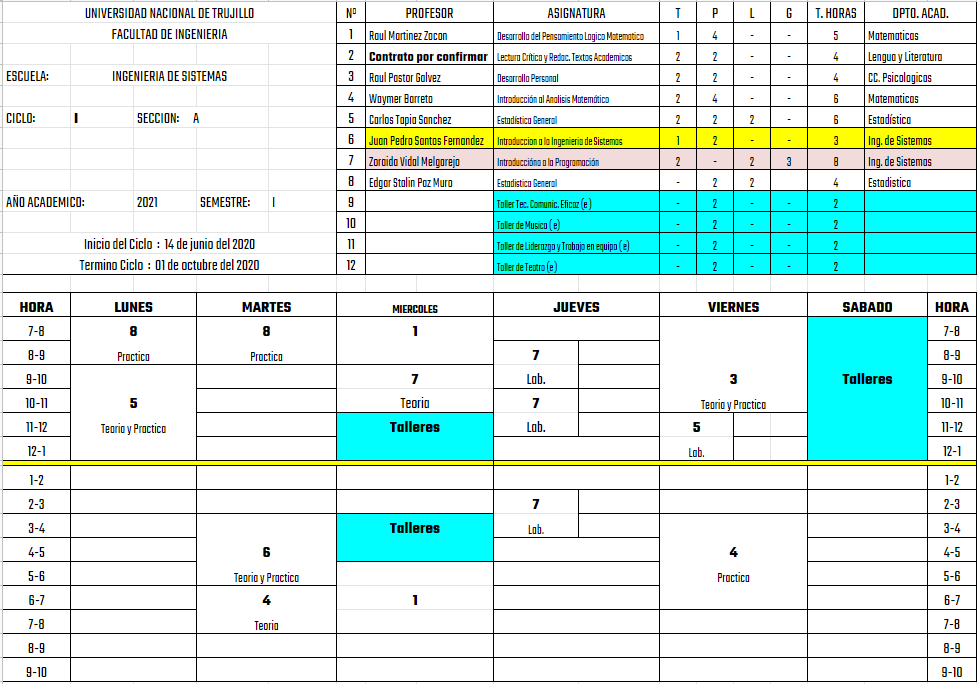 UNIVERSIDAD NACIONAL DE TRUJILLO
FACULTAD DE INGENIERIA
ESCUELA: INGENIERIA DE SISTEMAS
CICLO: I SECCION: A
AÑO ACADEMICO: 2021 SEMESTRE: I
Inicio del Ciclo : 14 de junio del 2020
Termino Ciclo : 01 de octubre del 2020
Nº PROFESOR ASIGNATURA T P L G T. HORAS DPTO. ACAD.
1 Raul Martinez Zocon Desarrollo del Pensamiento Logico Matematico 1 4 - - 5 Matematicas
2 Contrato por confirmar Lectura Crítica y Redac. Textos Academicos 2 2 - - 4 Lengua y Literatura
3 Raul Pastor Galvez Desarrollo Personal 2 2 - - 4 CC. Psicologicas
4 Waymer Barreto Introducción al Analisis Matemático 2 4 - - 6 Matematicas
5 Carlos Tapia Sanchez Estadística General 2 2 2 - 6 Estadística
6 Juan Pedro Santos Fernandez Introduccion a la Ingenieria de Sistemas 1 2 - - 3 Ing. de Sistemas
7 Zoraida Vidal Melgarejo Introduccióna a la Programación 2 - 2 3 8 Ing. de Sistemas
8 Edgar Stalin Paz Muro Estadistica General - 2 2 4 Estadistica
9 Taller Tec. Comunic. Eficaz (e) - 2 - - 2
10 Taller de Musica (e) - 2 - - 2
11 Taller de Liderazgo y Trabajo en equipo (e) - 2 - - 2
12 Taller de Teatro (e) - 2 - - 2
HORA LUNES MARTES MIERCOLES JUEVES VIERNES SABADO HORA
7-8 8 8 1 7-8
8-9 Practica Practica 7 8-9
9-10 7 Lab. 3 Talleres 9-10
10-11 5 Teoria 7 Teoria y Practica 10-11
11-12 Teoria y Practica Talleres Lab. 5 11-12
12-1 Lab. 12-1
1-2 1-2
2-3 7 2-3
3-4 Talleres Lab. 3-4
4-5 6 4 4-5
5-6 Teoria y Practica Practica 5-6
6-7 4 1 6-7
7-8 Teoria 7-8
8-9 8-9
9-10 9-10